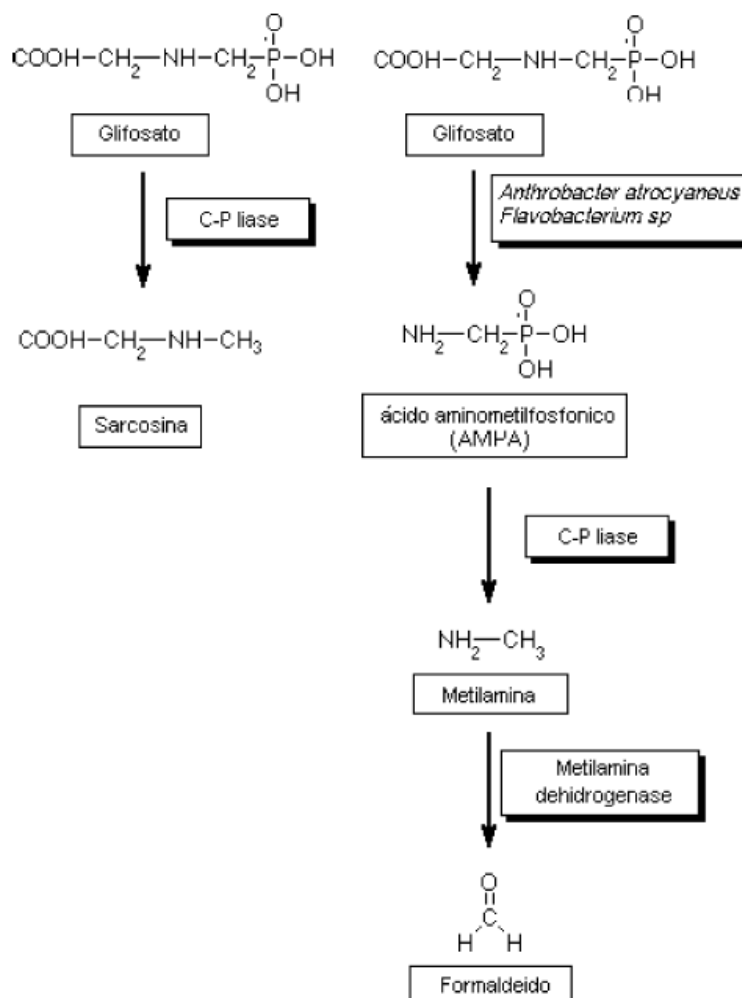 COOH-CH2-NH-CH2-P-OH
O
OH
Glifosato
C-P liase
COOH-CH2-NH-CH3
Sarcosina
COOH-CH2-NH-CH2-P-OH
O
OH
Glifosato
Anthrobacter atrocyaneus
Flavobacterium sp
NH2-CH2-P-OH
O
OH
ácido aminometilfosfonico
(AMPA)
C-P liase
NH2-CH3
Metilamina
Metilamina
dehidrogenase
O
C
H H
Formaldeido